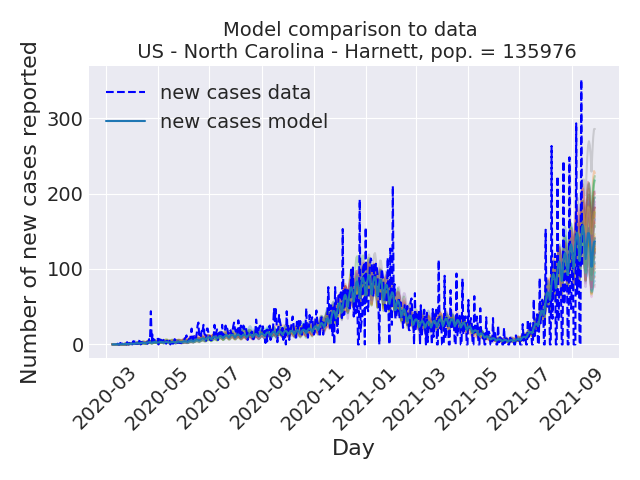 Model comparison to data
US - North Carolina - Harnett, pop. = 135976
new cases data
new cases model
Number of new cases reported
300
200
100
0
2020-03
2020-05
2020-07
2020-09
2020-11
2021-01
2021-03
2021-05
2021-07
2021-09
Day